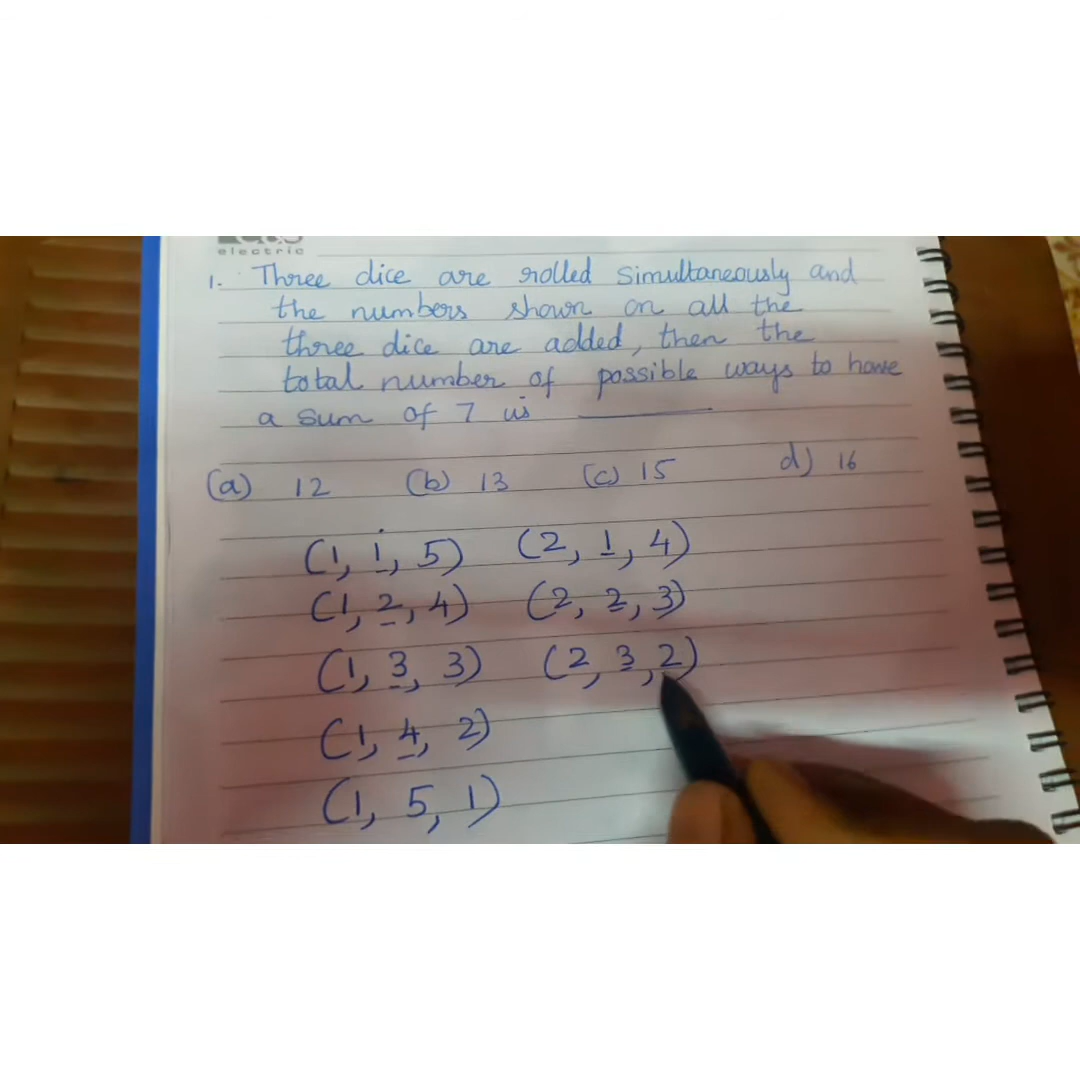 electric
1. Three dice are rolled simultaneously and
the numbers shown on all the
three dice are added, then the
total number of possible ways to have
a sum of 7 is ________
(a) 12 (b) 13 (c) 15 d) 16
(1, 1, 5) (2, 1, 4)
(1, 2, 4) (2, 2, 3)
(1, 3, 3) (2, 3, 2)
(1, 4, 2)
(1, 5, 1)